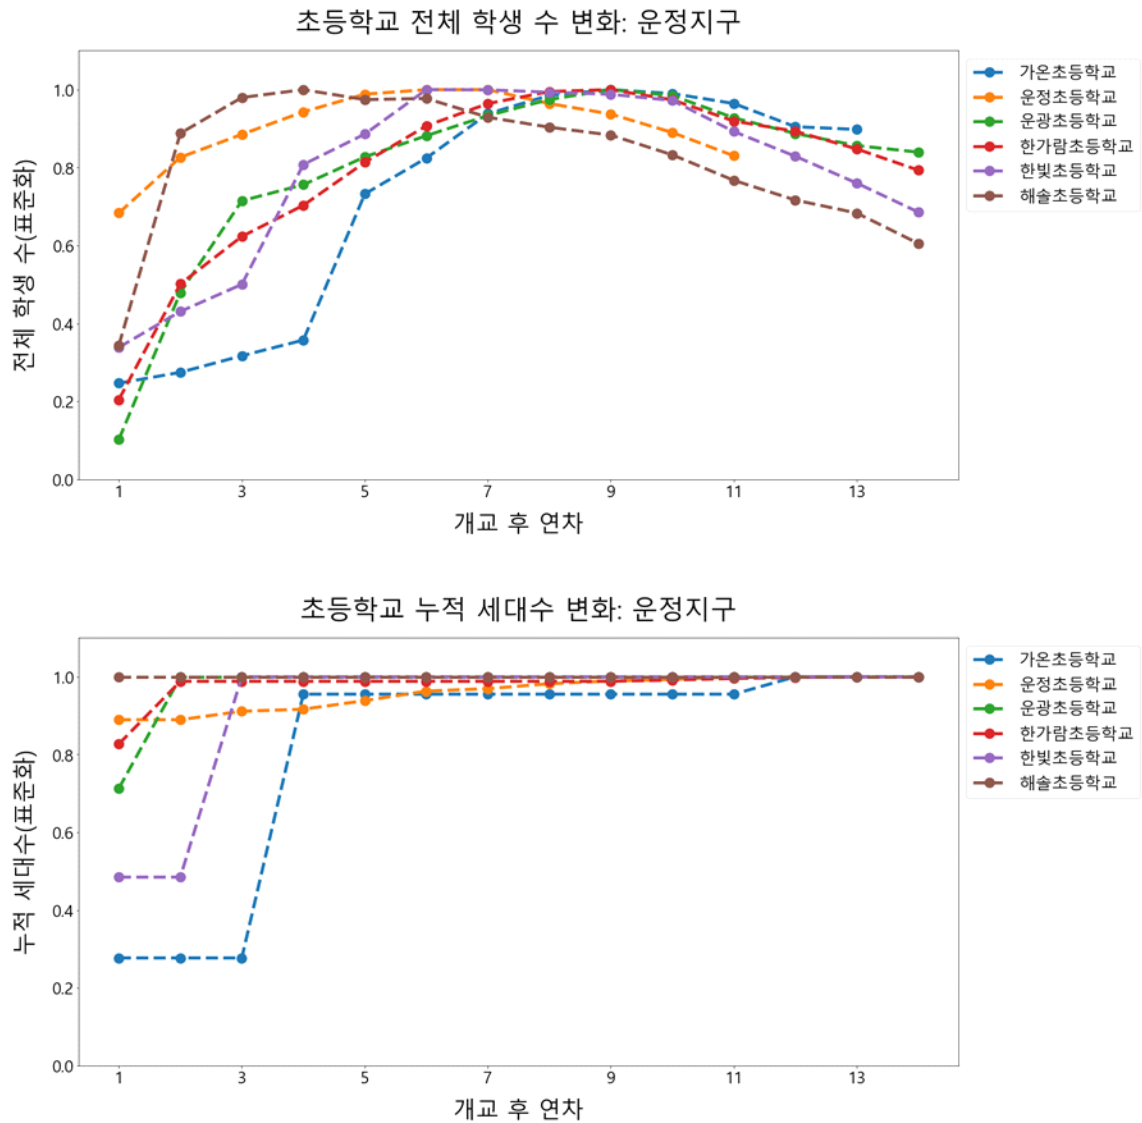 초등학교 전체 학생 수 변화: 운정지구
전체 학생 수(표준화)
1.0
0.8
0.6
0.4
0.2
0.0
1 3 5 7 9 11 13
개교 후 연차
가온초등학교
운정초등학교
운광초등학교
한가람초등학교
한빛초등학교
해솔초등학교
초등학교 누적 세대수 변화: 운정지구
누적 세대수(표준화)
1.0
0.8
0.6
0.4
0.2
0.0
1 3 5 7 9 11 13
개교 후 연차
가온초등학교
운정초등학교
운광초등학교
한가람초등학교
한빛초등학교
해솔초등학교